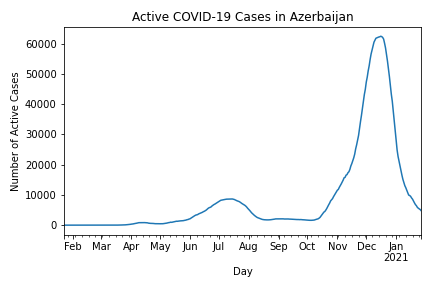 Active COVID-19 Cases in Azerbaijan
Number of Active Cases
60000
50000
40000
30000
20000
10000
0
Feb Mar Apr May Jun Jul Aug Sep Oct Nov Dec Jan
2021
Day